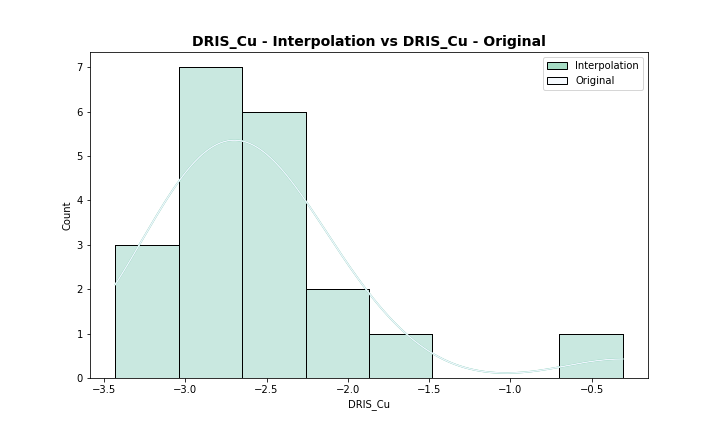 DRIS_Cu - Interpolation vs DRIS_Cu - Original
Interpolation
Original
7
6
5
4
3
2
1
0
Count
−3.5 −3.0 −2.5 −2.0 −1.5 −1.0 −0.5
DRIS_Cu